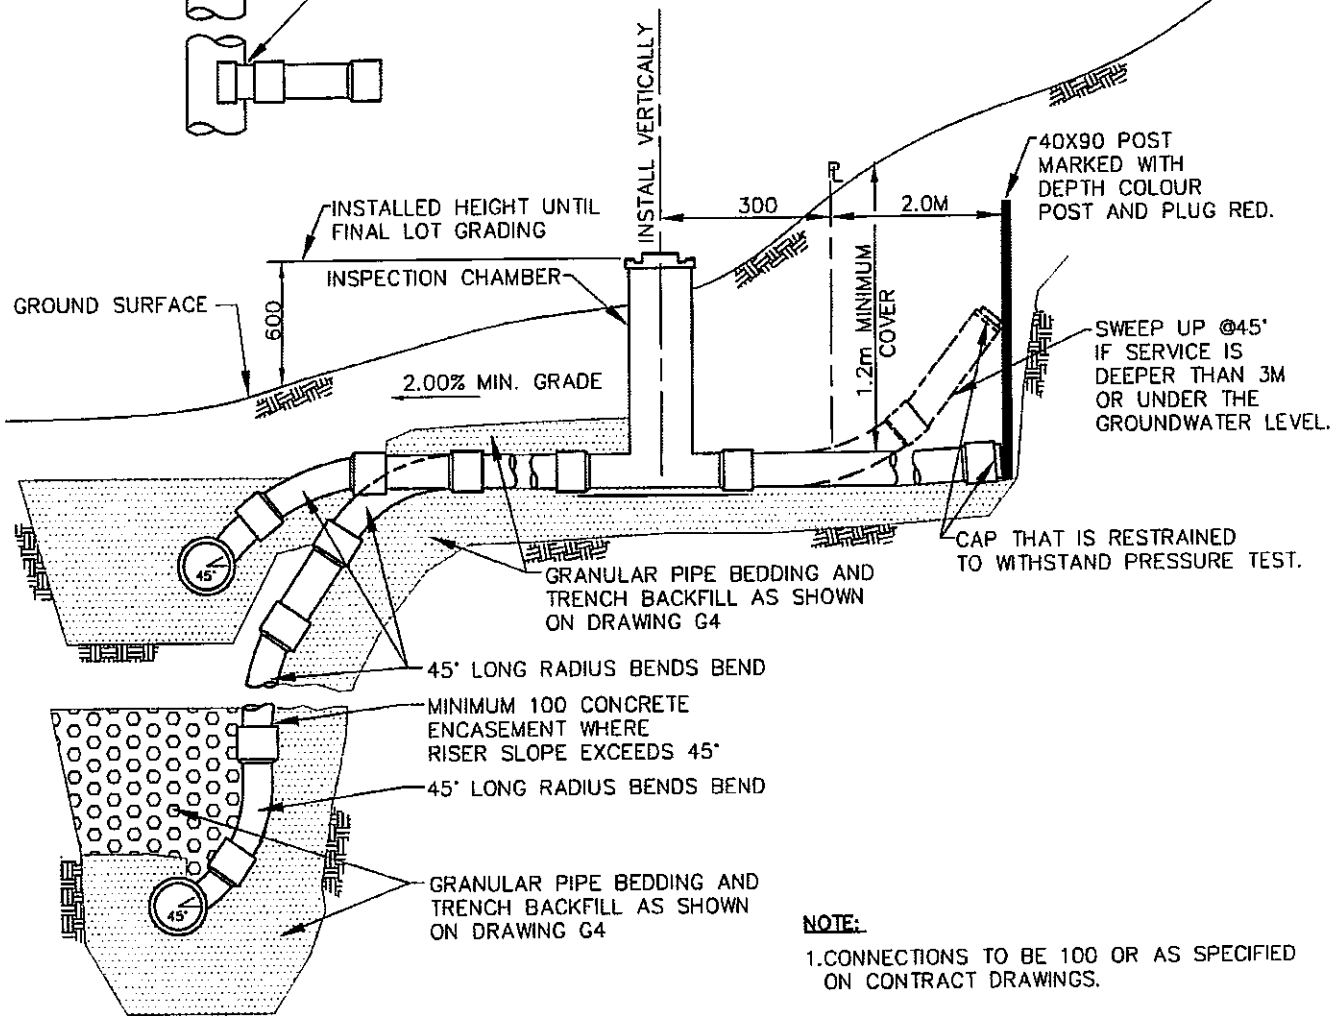 INSTALL VERTICALLY
40X90 POST
MARKED WITH
DEPTH COLOUR
POST AND PLUG RED.
PL
300
2.0M
INSTALLED HEIGHT UNTIL
FINAL LOT GRADING
INSPECTION CHAMBER
GROUND SURFACE
600
1.2m MINIMUM
COVER
2.00% MIN. GRADE
SWEEP UP @45°
IF SERVICE IS
DEEPER THAN 3M
OR UNDER THE
GROUNDWATER LEVEL.
CAP THAT IS RESTRAINED
TO WITHSTAND PRESSURE TEST.
45°
GRANULAR PIPE BEDDING AND
TRENCH BACKFILL AS SHOWN
ON DRAWING G4
45° LONG RADIUS BENDS BEND
MINIMUM 100 CONCRETE
ENCASEMENT WHERE
RISER SLOPE EXCEEDS 45°
45° LONG RADIUS BENDS BEND
GRANULAR PIPE BEDDING AND
TRENCH BACKFILL AS SHOWN
ON DRAWING G4
45°
NOTE:
1.CONNECTIONS TO BE 100 OR AS SPECIFIED
ON CONTRACT DRAWINGS.